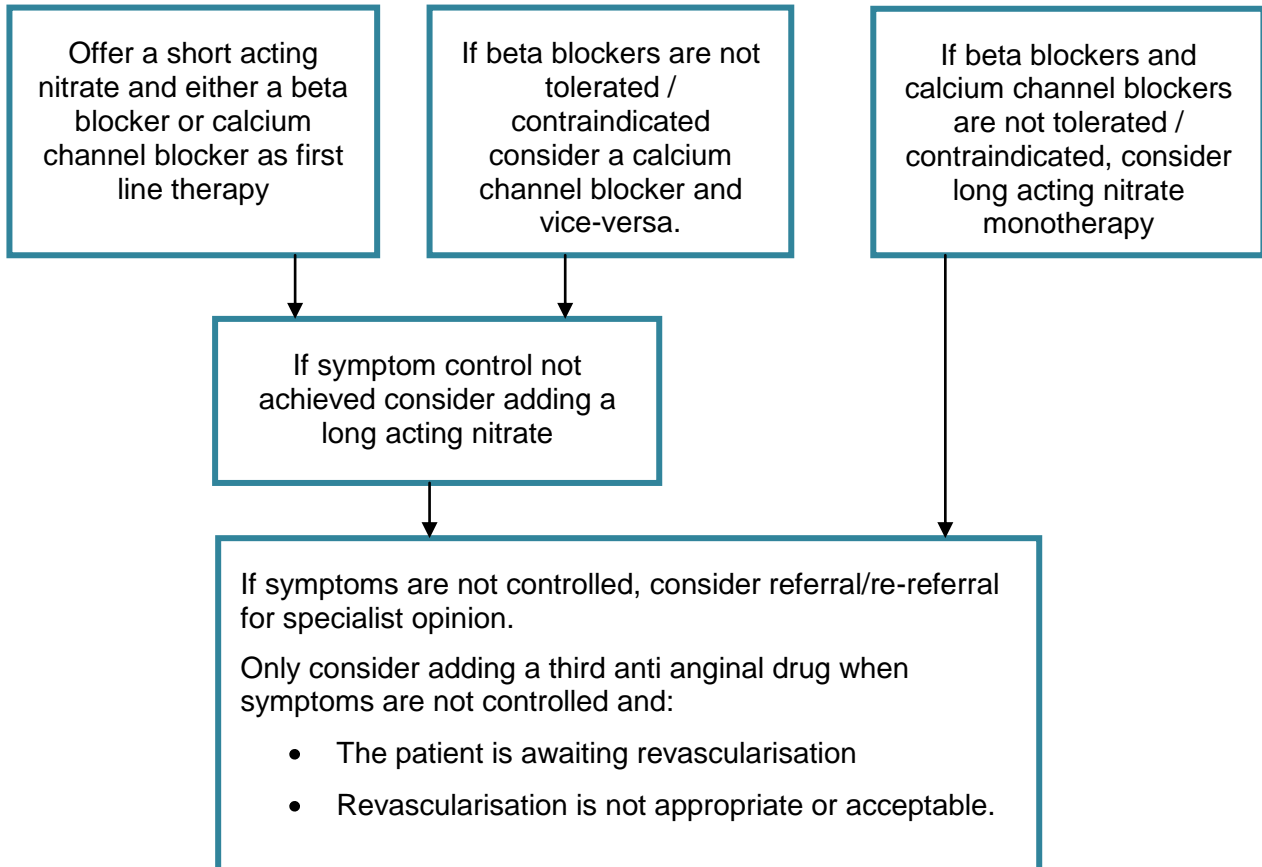 Offer a short acting
nitrate and either a beta
blocker or calcium
channel blocker as first
line therapy
If beta blockers are not
tolerated /
contraindicated
consider a calcium
channel blocker and
vice-versa.
If beta blockers and
calcium channel blockers
are not tolerated /
contraindicated, consider
long acting nitrate
monotherapy
If symptom control not
achieved consider adding a
long acting nitrate
If symptoms are not controlled, consider referral/re-referral
for specialist opinion.
Only consider adding a third anti anginal drug when
symptoms are not controlled and:
• The patient is awaiting revascularisation
• Revascularisation is not appropriate or acceptable.